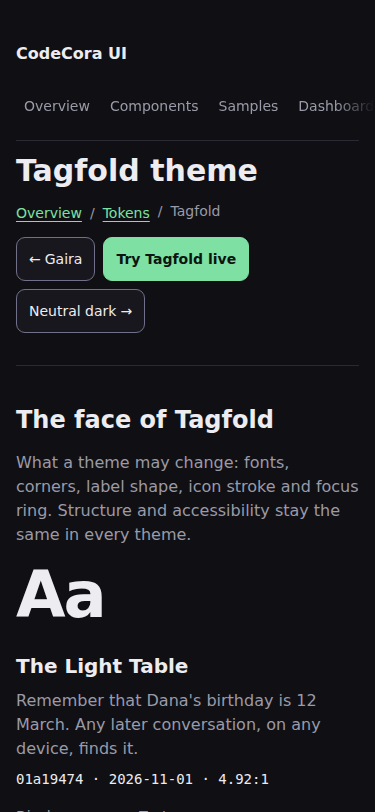 CodeCora UI
Overview Components Samples Dashboard
Tagfold theme
Overview / Tokens / Tagfold
← Gaira Try Tagfold live
Neutral dark →
The face of Tagfold
What a theme may change: fonts,
corners, label shape, icon stroke and focus
ring. Structure and accessibility stay the
same in every theme.
Aa
The Light Table
Remember that Dana's birthday is 12
March. Any later conversation, on any
device, finds it.
01a19474 · 2026-11-01 · 4.92:1